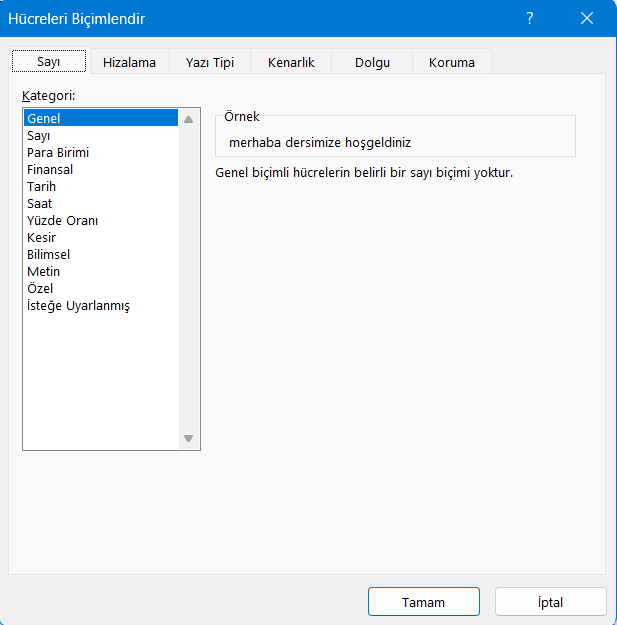 Hücreleri Biçimlendir
?
Sayı Hizalama Yazı Tipi Kenarlık Dolgu Koruma
Kategori:
Genel
Sayı
Para Birimi
Finansal
Tarih
Saat
Yüzde Oranı
Kesir
Bilimsel
Metin
Özel
İsteğe Uyarlanmış
Örnek
merhaba dersimize hoşgeldiniz
Genel biçimli hücrelerin belirli bir sayı biçimi yoktur.
Tamam İptal